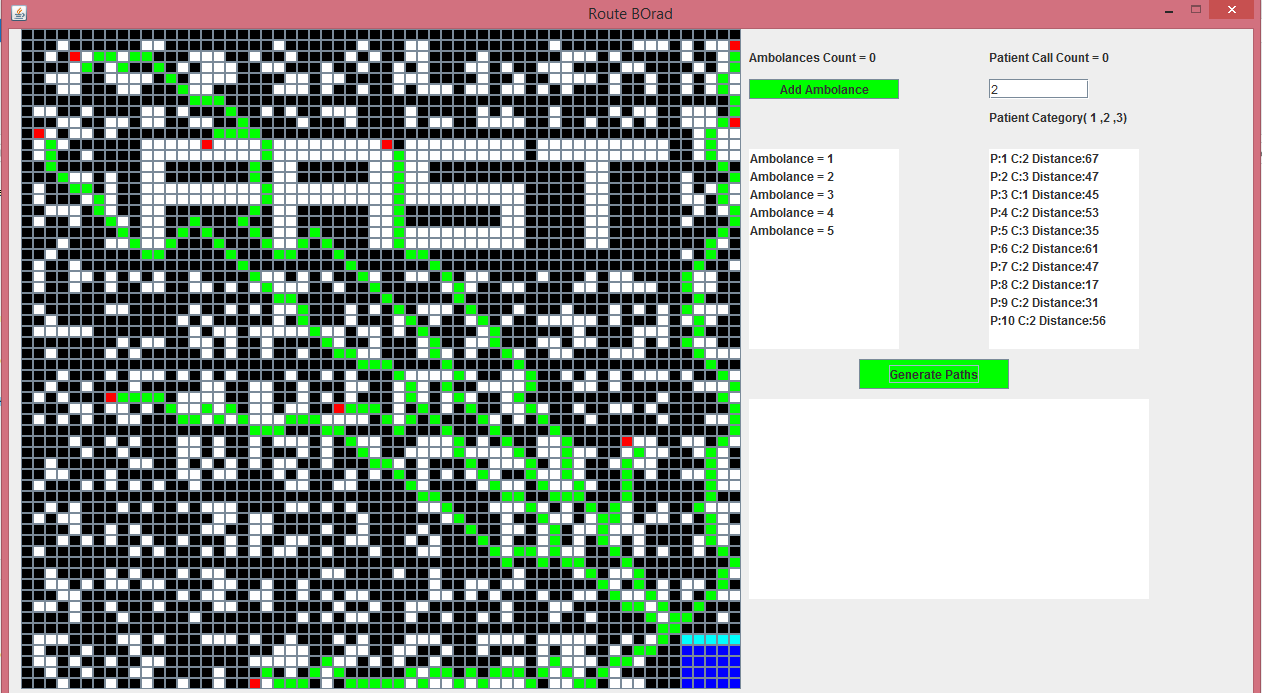 Route BOrad
Ambolances Count = 0
Patient Call Count = 0
Add Ambolance
2
Patient Category( 1 ,2 ,3)
Ambolance = 1
Ambolance = 2
Ambolance = 3
Ambolance = 4
Ambolance = 5
P:1 C:2 Distance:67
P:2 C:3 Distance:47
P:3 C:1 Distance:45
P:4 C:2 Distance:53
P:5 C:3 Distance:35
P:6 C:2 Distance:61
P:7 C:2 Distance:47
P:8 C:2 Distance:17
P:9 C:2 Distance:31
P:10 C:2 Distance:56
Generate Paths
FAST